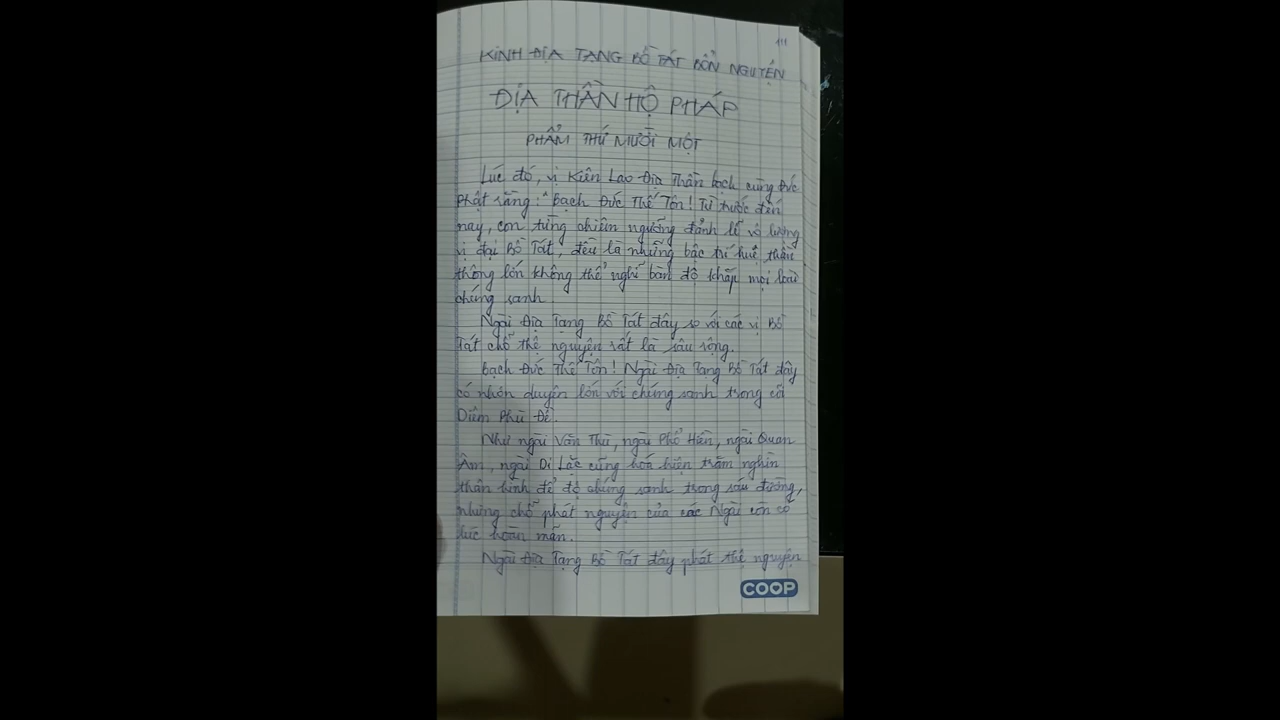 111
KINH ĐỊA TẠNG BỒ TÁT BỔN NGUYỆN
ĐỊA THẦN HỘ PHÁP
PHẨM THỨ MƯỜI MỘT
Lúc đó, vị Kiên Lao Địa Thần bạch cùng Đức
Phật rằng: "Bạch Đức Thế Tôn! Từ trước đến
nay, con từng chiêm ngưỡng đảnh lễ vô lượng
vị đại Bồ Tát, đều là những bậc trí huệ thần
thông lớn không thể nghĩ bàn độ khắp mọi loài
chúng sanh.
Ngài Địa Tạng Bồ Tát đây so với các vị Bồ
Tát chỗ thệ nguyện rất là sâu rộng.
Bạch Đức Thế Tôn! Ngài Địa Tạng Bồ Tát đây
có nhơn duyên lớn với chúng sanh trong cõi
Diêm Phù Đề.
Như ngài Văn Thù, ngài Phổ Hiền, ngài Quan
Âm, ngài Di Lặc cũng hóa hiện trăm nghìn
thân hình để độ chúng sanh trong sáu đường,
nhưng chỗ phát nguyện của các Ngài còn có
lúc hoàn mãn.
Ngài Địa Tạng Bồ Tát đây phát thệ nguyện
COOP